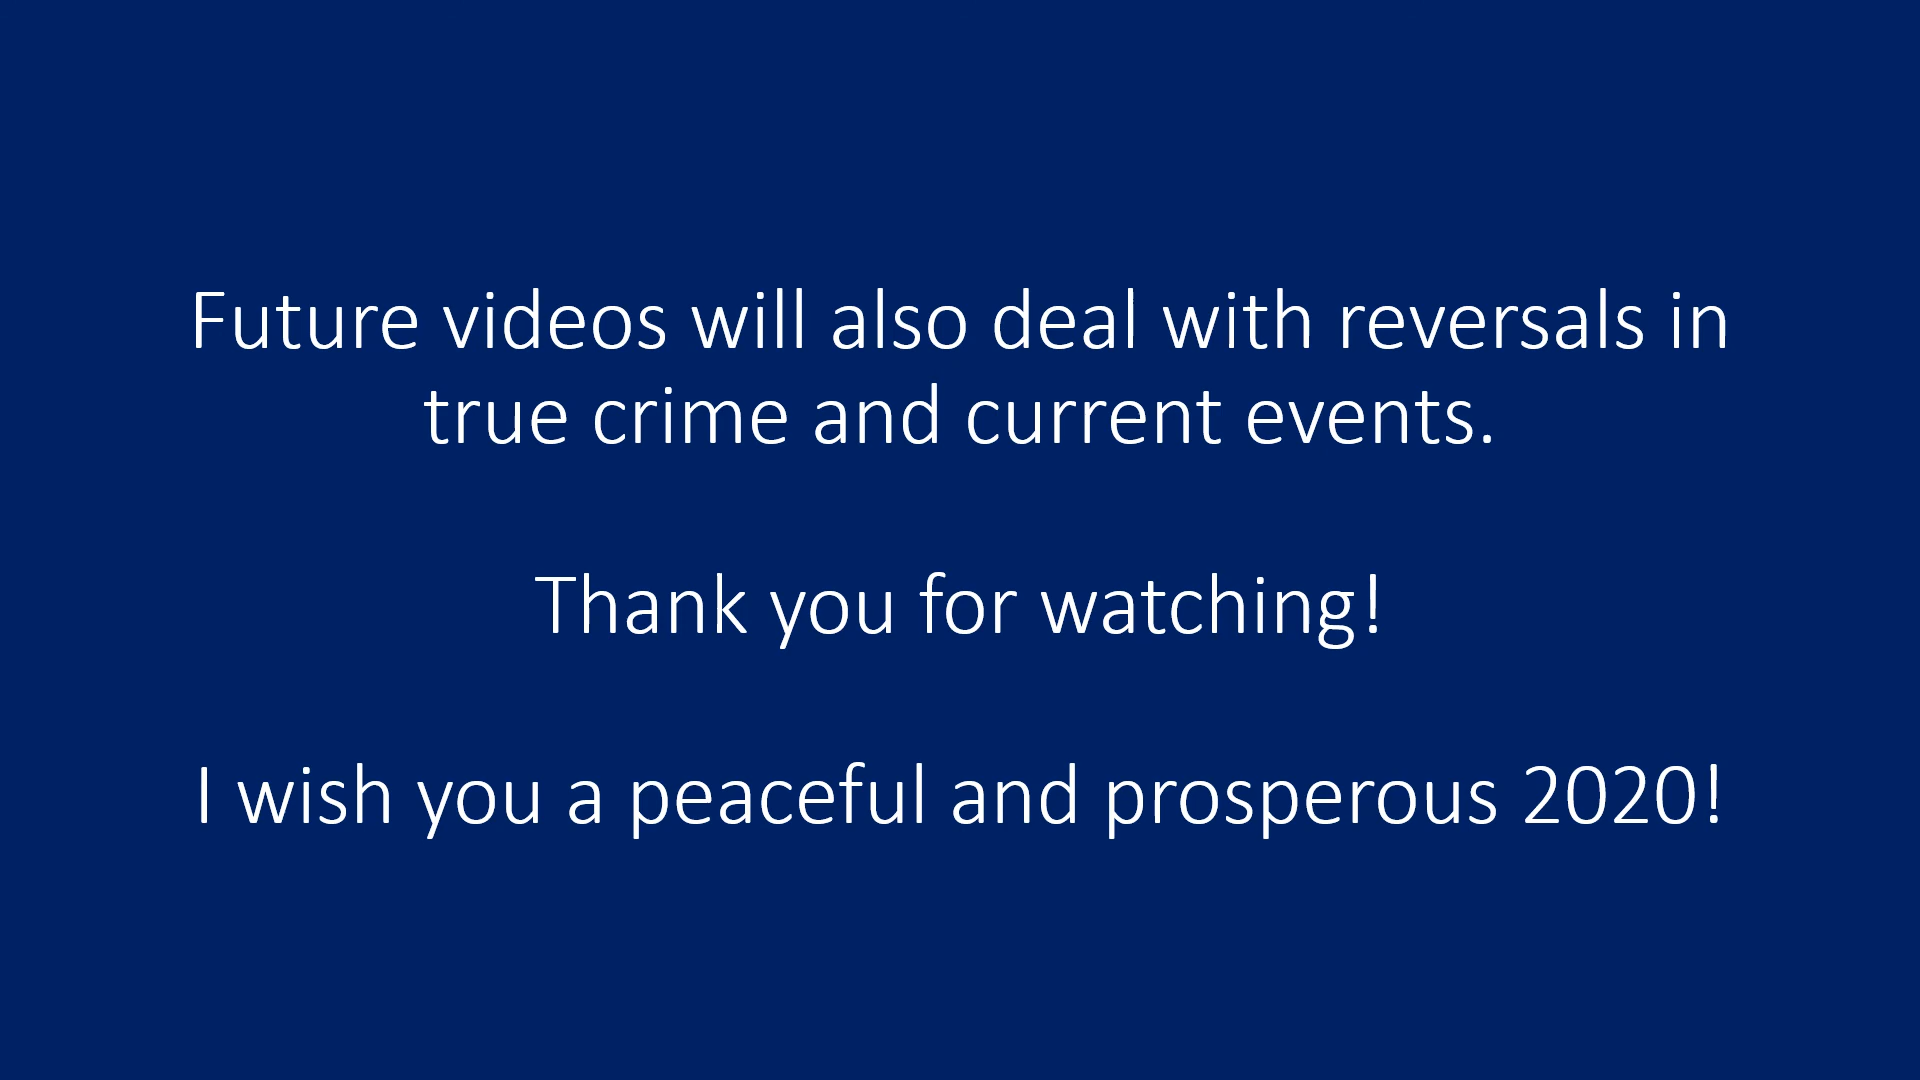 Future videos will also deal with reversals in
true crime and current events.
Thank you for watching!
I wish you a peaceful and prosperous 2020!